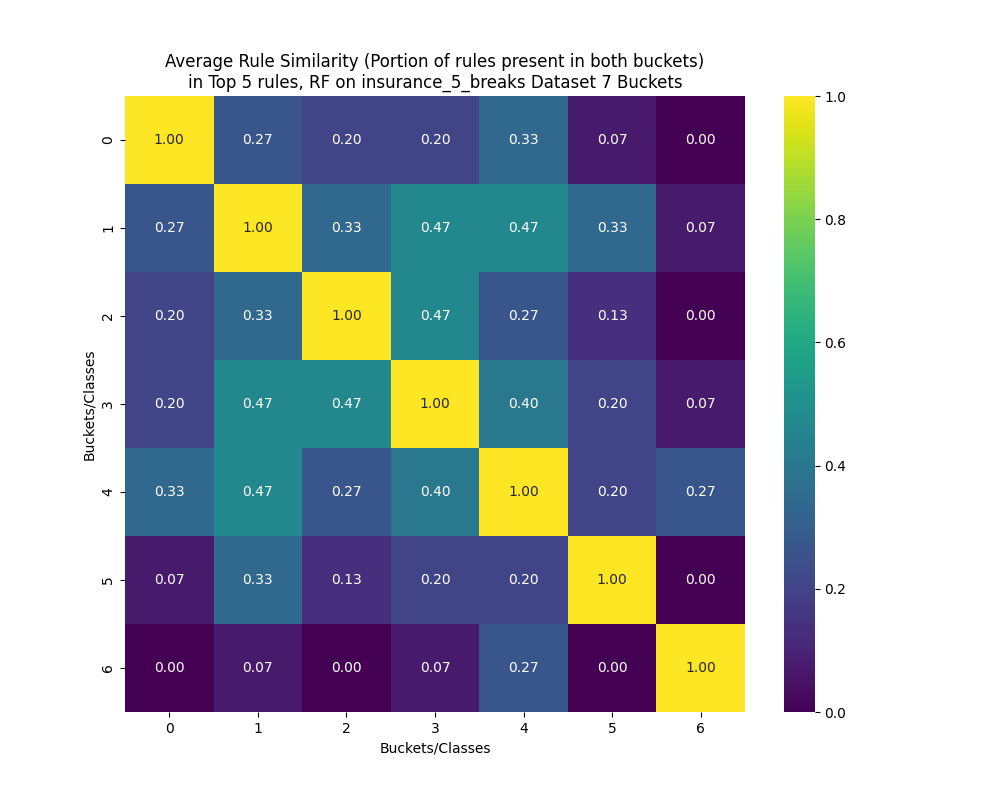 Average Rule Similarity (Portion of rules present in both buckets)
in Top 5 rules, RF on insurance_5_breaks Dataset 7 Buckets
0 1.00 0.27 0.20 0.20 0.33 0.07 0.00
1 0.27 1.00 0.33 0.47 0.47 0.33 0.07
2 0.20 0.33 1.00 0.47 0.27 0.13 0.00
3 0.20 0.47 0.47 1.00 0.40 0.20 0.07
4 0.33 0.47 0.27 0.40 1.00 0.20 0.27
5 0.07 0.33 0.13 0.20 0.20 1.00 0.00
6 0.00 0.07 0.00 0.07 0.27 0.00 1.00
0 1 2 3 4 5 6
Buckets/Classes
Buckets/Classes
1.0
0.8
0.6
0.4
0.2
0.0